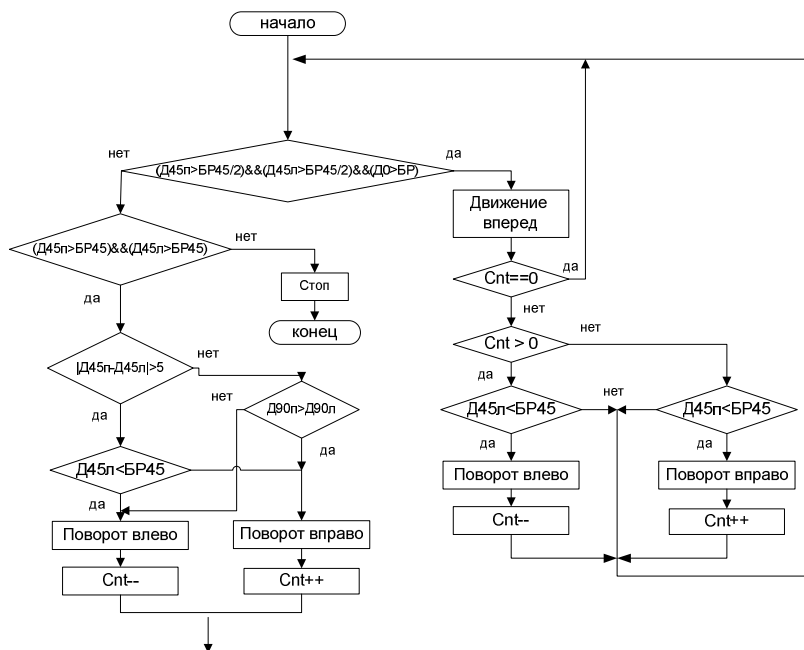 начало
нет
да
(Д45п>БР45/2)&&(Д45л>БР45/2)&&(Д0>БР)
Движение
вперед
(Д45п>БР45)&&(Д45л>БР45)
нет
Cnt==0
да
Стоп
да
нет
конец
Cnt > 0
нет
|Д45п-Д45л|>5
нет
да
нет
нет
Д90п>Д90л
Д45л<БР45
Д45п<БР45
да
да
да
да
Д45л<БР45
Поворот влево
Поворот вправо
да
Поворот влево
Поворот вправо
Cnt--
Cnt++
Cnt--
Cnt++